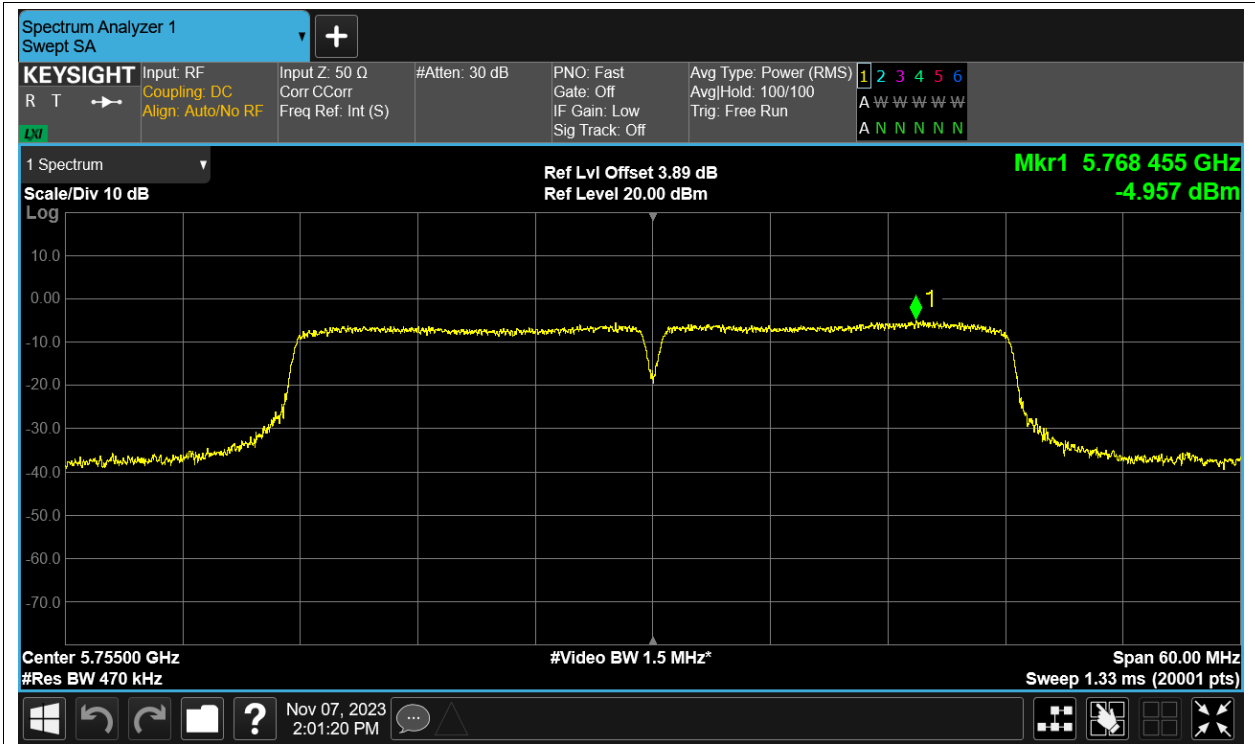 Spectrum Analyzer 1
Swept SA
KEYSIGHT
R T
LXI
Input: RF
Coupling: DC
Align: Auto/No RF
Input Z: 50 Ω
Corr CCorr
Freq Ref: Int (S)
#Atten: 30 dB
PNO: Fast
Gate: Off
IF Gain: Low
Sig Track: Off
Avg Type: Power (RMS)
Avg|Hold: 100/100
Trig: Free Run
1 2 3 4 5 6
A W W W W W
A N N N N N
1 Spectrum
Scale/Div 10 dB
Log
Ref Lvl Offset 3.89 dB
Ref Level 20.00 dBm
Mkr1 5.768 455 GHz
-4.957 dBm
10.0
0.00
1
-10.0
-20.0
-30.0
-40.0
-50.0
-60.0
-70.0
Center 5.75500 GHz
#Video BW 1.5 MHz*
Span 60.00 MHz
#Res BW 470 kHz
Sweep 1.33 ms (20001 pts)
?
Nov 07, 2023
2:01:20 PM